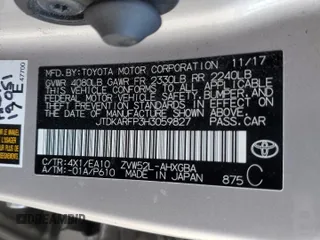 MFD. BY: TOYOTA MOTOR CORPORATION 11/17
GVWR 4080LB GAWR FR 2330LB RR 2240LB
THIS VEHICLE CONFORMS TO ALL APPLICABLE
FEDERAL MOTOR VEHICLE SAFETY, BUMPER, AND
THEFT PREVENTION STANDARDS IN EFFECT ON
THE DATE OF MANUFACTURE SHOWN ABOVE.
JTDKARFP3H3059827 PASS.CAR
C/TR: 4X1/EA10 ZVW52L-AHXGBA
A/TM: -01A/P610 MADE IN JAPAN 875 C
TOYOTA
47700